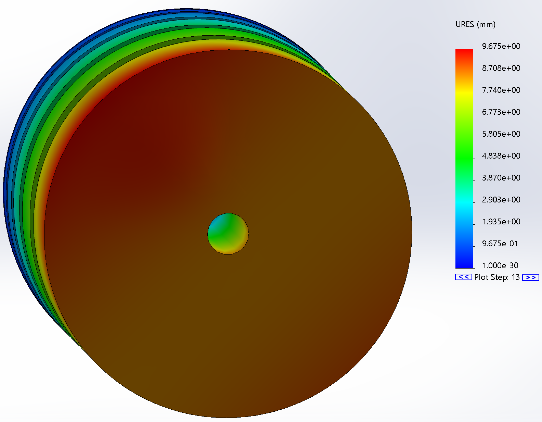 URES (mm)
9.675e+00
8.708e+00
7.740e+00
6.773e+00
5.805e+00
4.838e+00
3.870e+00
2.903e+00
1.935e+00
9.675e-01
1.000e-30
<< Plot Step: 13 >>